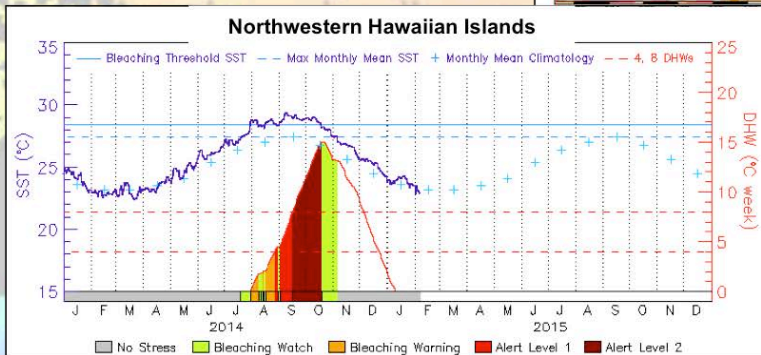 Northwestern Hawaiian Islands
Bleaching Threshold SST
Max Monthly Mean SST
Monthly Mean Climatology
4, 8 DHWs
SST (°C)
35
30
25
20
15
DHW (°C week)
25
20
15
10
5
0
J F M A M J J A S O N D J F M A M J J A S O N D
2014 2015
No Stress Bleaching Watch Bleaching Warning Alert Level 1 Alert Level 2